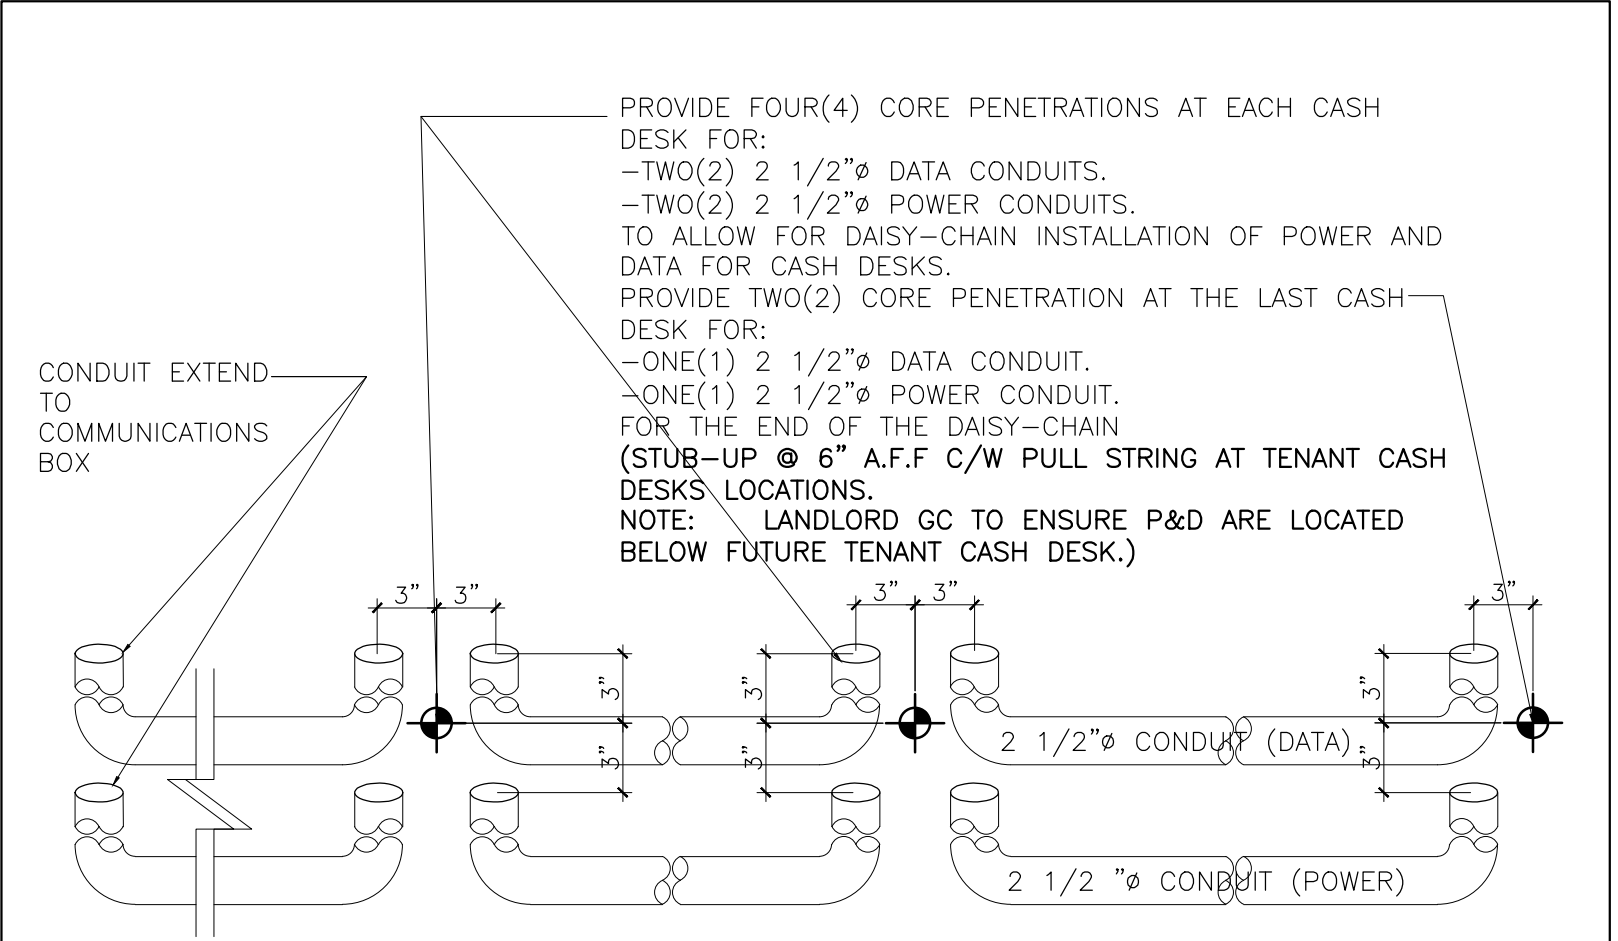 PROVIDE FOUR(4) CORE PENETRATIONS AT EACH CASH
DESK FOR:
-TWO(2) 2 1/2"ø DATA CONDUITS.
-TWO(2) 2 1/2"ø POWER CONDUITS.
TO ALLOW FOR DAISY-CHAIN INSTALLATION OF POWER AND
DATA FOR CASH DESKS.
PROVIDE TWO(2) CORE PENETRATION AT THE LAST CASH
DESK FOR:
-ONE(1) 2 1/2"ø DATA CONDUIT.
-ONE(1) 2 1/2"ø POWER CONDUIT.
FOR THE END OF THE DAISY-CHAIN
(STUB-UP @ 6" A.F.F C/W PULL STRING AT TENANT CASH
DESKS LOCATIONS.
NOTE: LANDLORD GC TO ENSURE P&D ARE LOCATED
BELOW FUTURE TENANT CASH DESK.)
CONDUIT EXTEND
TO
COMMUNICATIONS
BOX
3" 3" 3" 3" 3"
3" 3" 3"
2 1/2"ø CONDUIT (DATA)
3" 3" 3"
2 1/2 "ø CONDUIT (POWER)